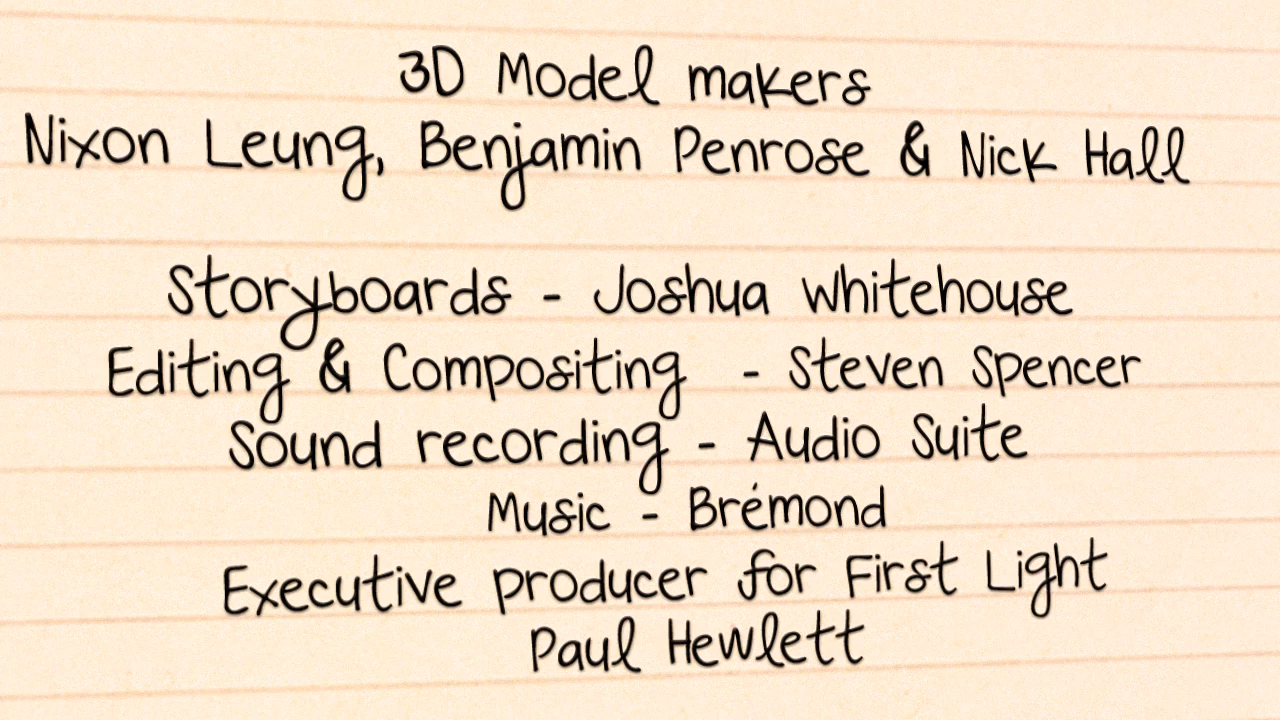 3D Model makers
Nixon Leung, Benjamin Penrose & Nick Hall
Storyboards - Joshua Whitehouse
Editing & Compositing - Steven Spencer
Sound recording - Audio Suite
Music - Brémond
Executive producer for First Light
Paul Hewlett